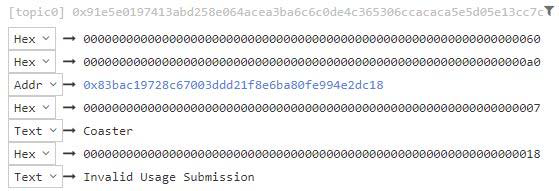 [topic0] 0x91e5e0197413abd258e064acea3ba6c6c0de4c365306ccacaca5e5d05e13cc7c
Hex 0000000000000000000000000000000000000000000000000000000000000060
Hex 00000000000000000000000000000000000000000000000000000000000000a0
Addr 0x83bac19728c67003ddd21f8e6ba80fe994e2dc18
Hex 0000000000000000000000000000000000000000000000000000000000000007
Text Coaster
Hex 0000000000000000000000000000000000000000000000000000000000000018
Text Invalid Usage Submission